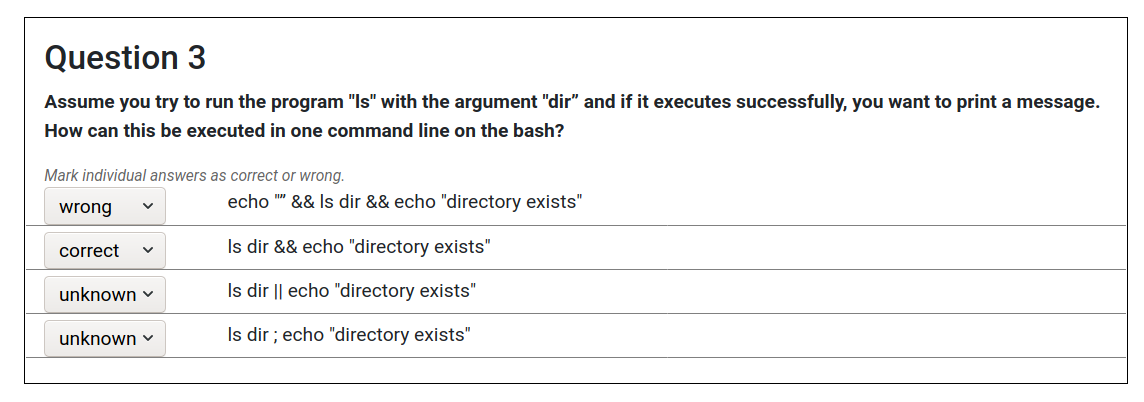 Question 3
Assume you try to run the program "ls" with the argument "dir” and if it executes successfully, you want to print a message.
How can this be executed in one command line on the bash?
Mark individual answers as correct or wrong.
wrong echo "” && ls dir && echo "directory exists"
correct ls dir && echo "directory exists"
unknown ls dir || echo "directory exists"
unknown ls dir ; echo "directory exists"